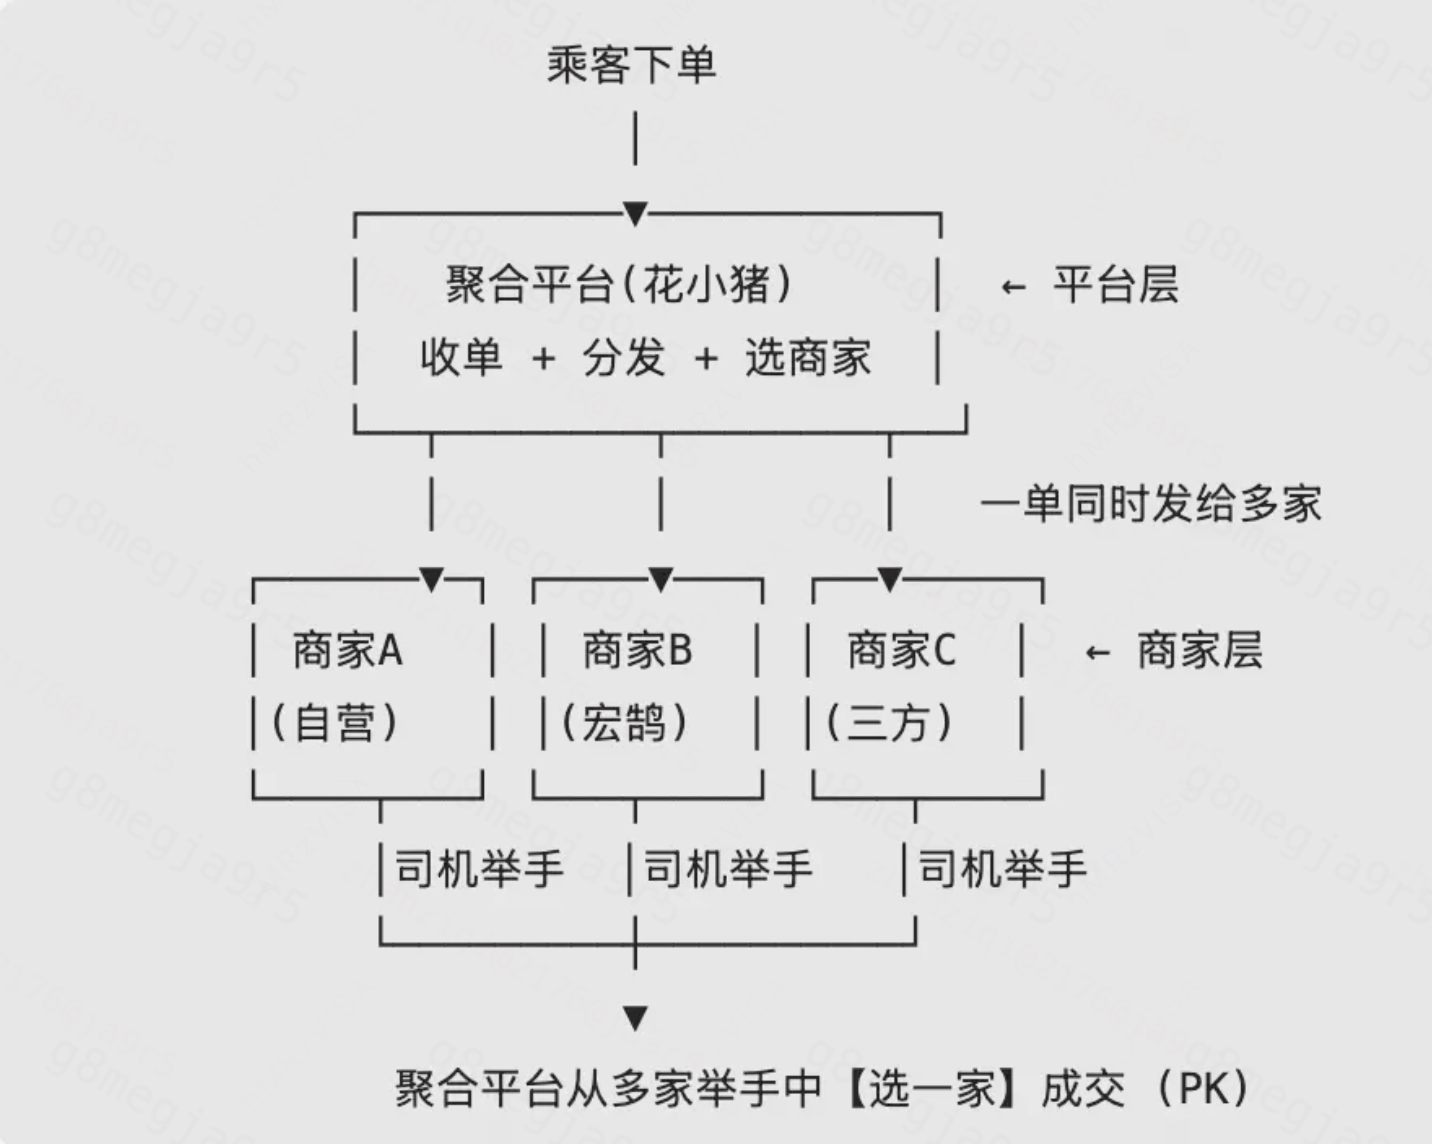 乘客下单
聚合平台(花小猪) ← 平台层
收单 + 分发 + 选商家
一单同时发给多家
商家A 商家B 商家C ← 商家层
(自营) (宏鹄) (三方)
司机举手 司机举手 司机举手
聚合平台从多家举手中【选一家】成交 (PK)
g8megja9r5